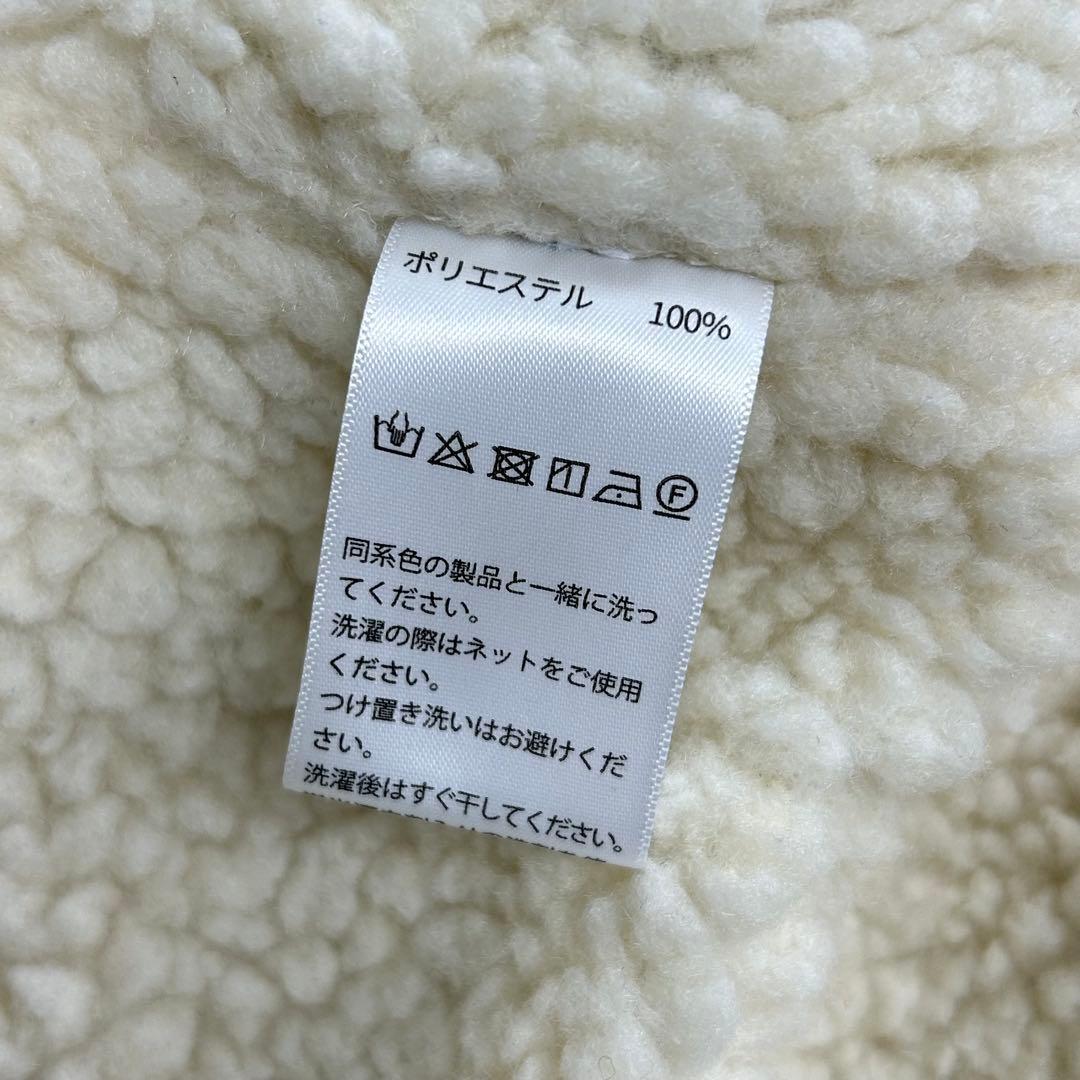 ポリエステル 100%
F
同系色の製品と一緒に洗っ
てください。
洗濯の際はネットをご使用
ください。
つけ置き洗いはお避けくだ
さい。
洗濯後はすぐ干してください。